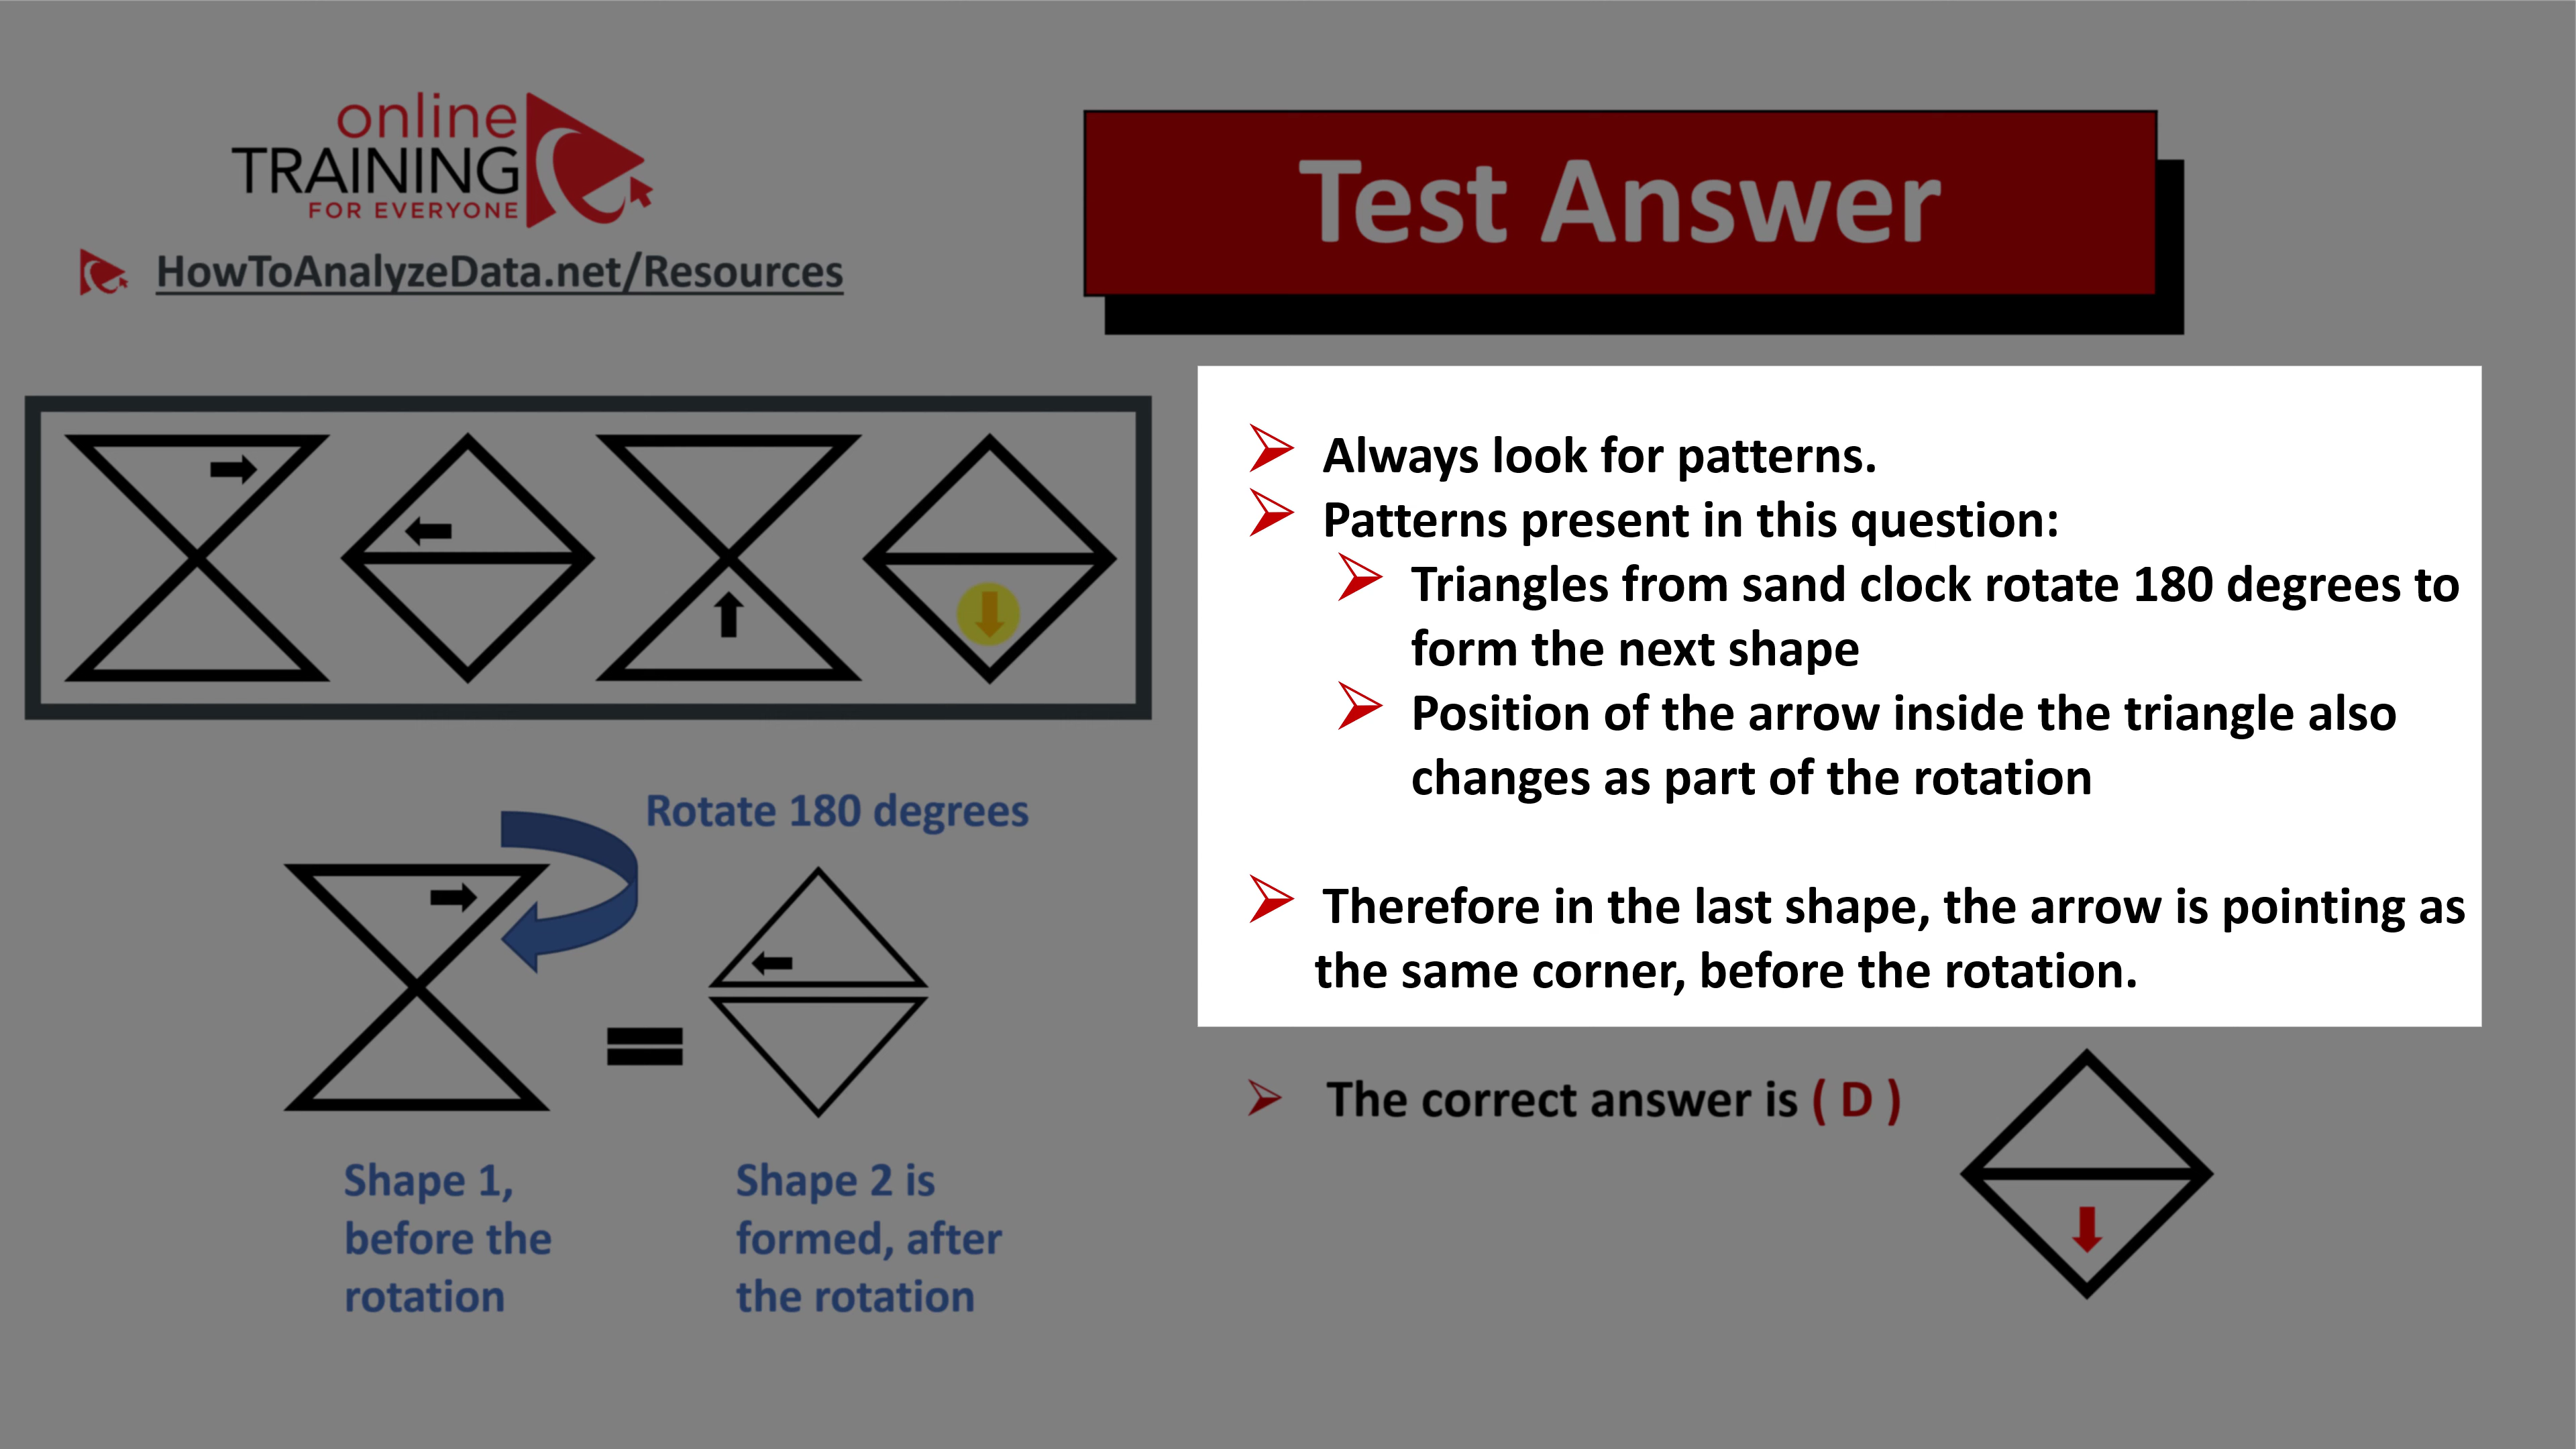 online
TRAINING
FOR EVERYONE
HowToAnalyzeData.net/Resources
Test Answer
Always look for patterns.
Patterns present in this question:
Triangles from sand clock rotate 180 degrees to
form the next shape
Position of the arrow inside the triangle also
changes as part of the rotation
Therefore in the last shape, the arrow is pointing as
the same corner, before the rotation.
The correct answer is ( D )
Rotate 180 degrees
Shape 1,
before the
rotation
Shape 2 is
formed, after
the rotation